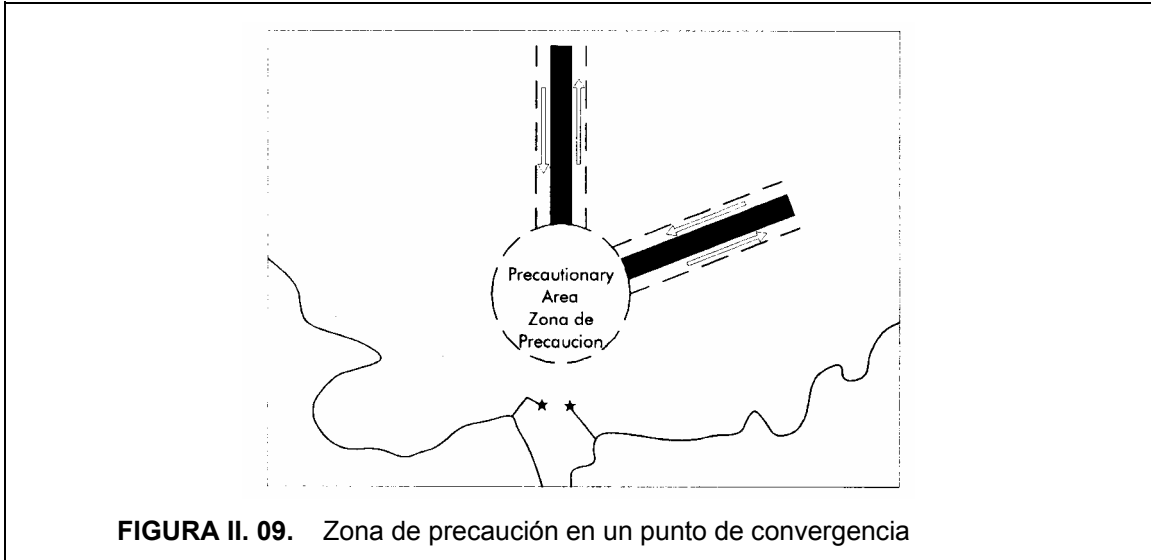 Precautionary
Area
Zona de
Precaucion
FIGURA II. 09. Zona de precaución en un punto de convergencia